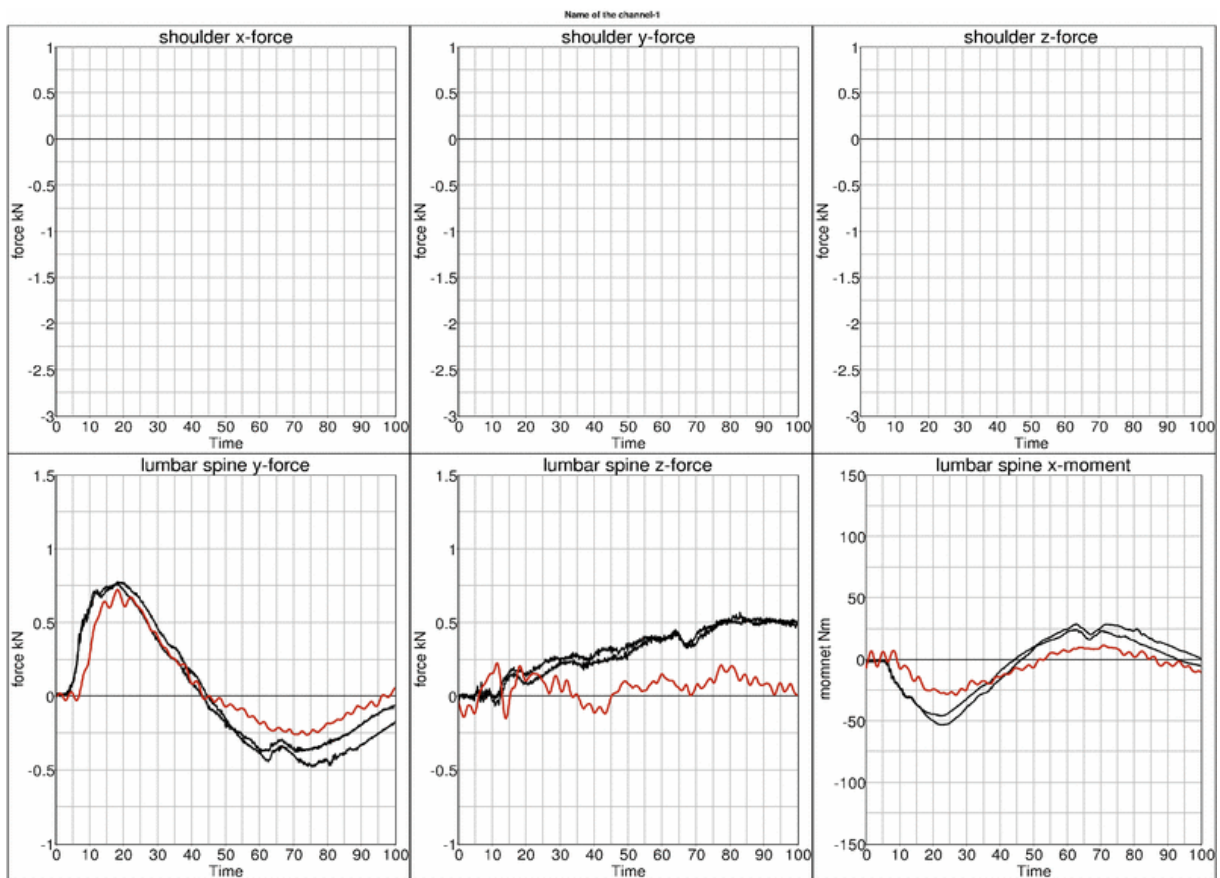 Name of the channel-1
shoulder x-force
shoulder y-force
shoulder z-force
1
0.5
0
-0.5
-1
-1.5
-2
-2.5
-3
force kN
0 10 20 30 40 50 60 70 80 90 100
Time
1
0.5
0
-0.5
-1
-1.5
-2
-2.5
-3
force kN
0 10 20 30 40 50 60 70 80 90 100
Time
1
0.5
0
-0.5
-1
-1.5
-2
-2.5
-3
force kN
0 10 20 30 40 50 60 70 80 90 100
Time
lumbar spine y-force
lumbar spine z-force
lumbar spine x-moment
1.5
1
0.5
0
-0.5
-1
force kN
0 10 20 30 40 50 60 70 80 90 100
Time
1.5
1
0.5
0
-0.5
-1
force kN
0 10 20 30 40 50 60 70 80 90 100
Time
150
100
50
0
-50
-100
-150
momnet Nm
0 10 20 30 40 50 60 70 80 90 100
Time